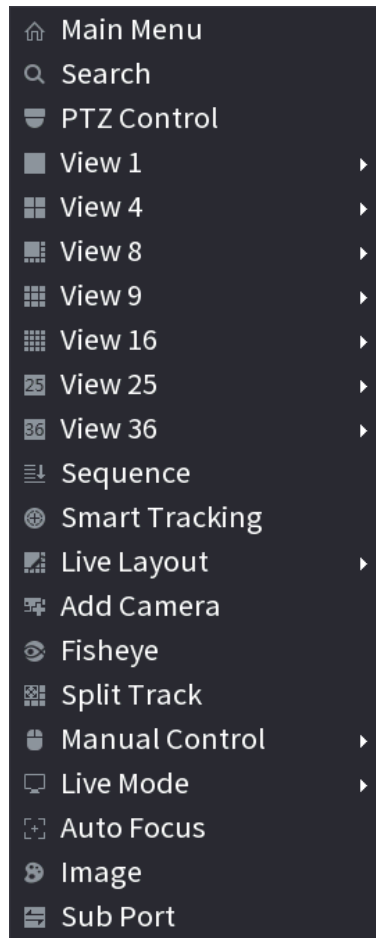 Main Menu
Search
PTZ Control
View 1
View 4
View 8
View 9
View 16
25 View 25
36 View 36
Sequence
Smart Tracking
Live Layout
Add Camera
Fisheye
Split Track
Manual Control
Live Mode
Auto Focus
Image
Sub Port